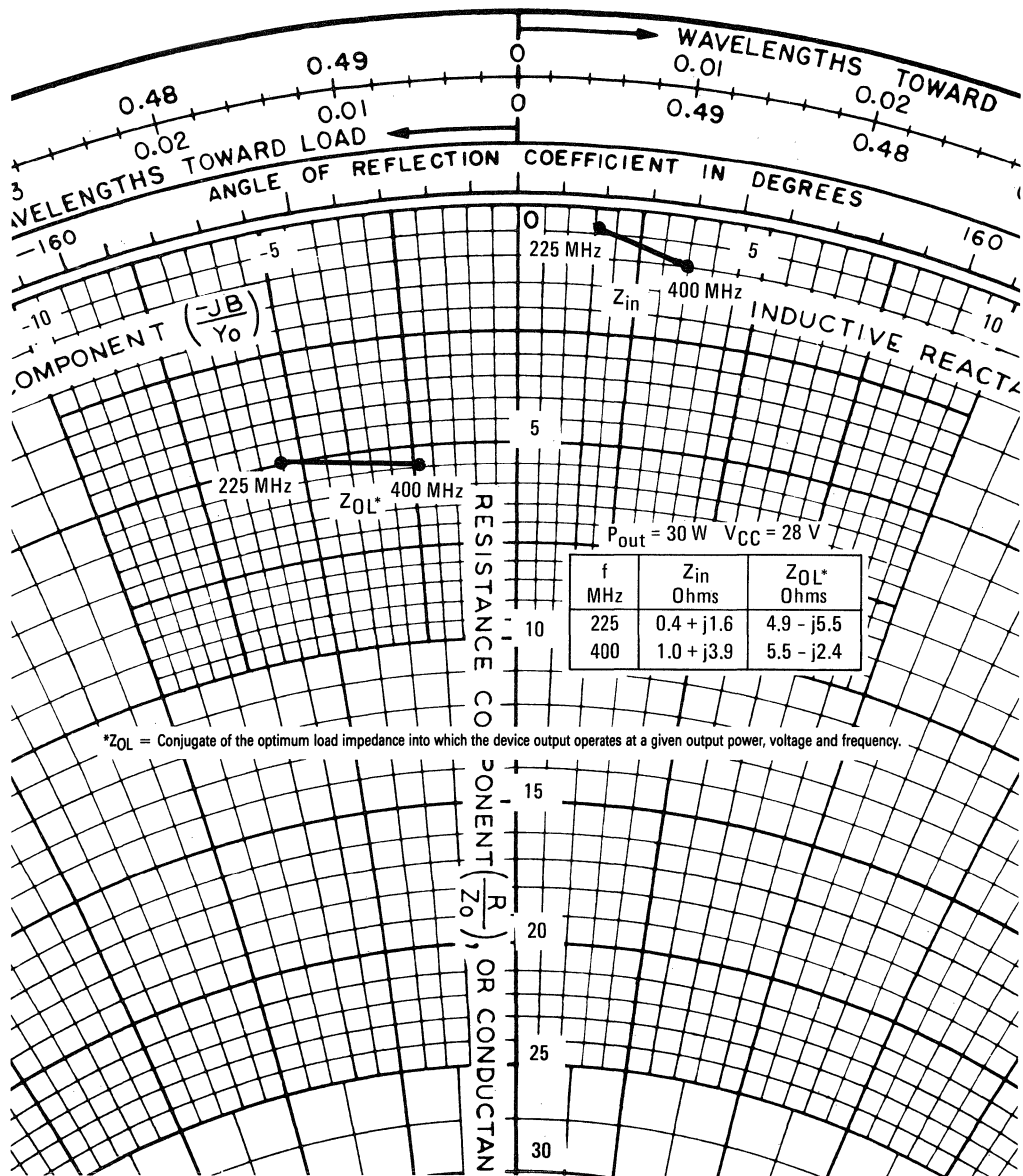 0
WAVELENGTHS TOWARD
0.49
0.01
0.48
0.02
0
0.01
0.49
0.02
0.48
3
AVELENGTHS TOWARD LOAD
ANGLE OF REFLECTION COEFFICIENT IN DEGREES
-160
160
-5
0
5
225 MHz
400 MHz
Zin
-10
10
OMPONENT (-JB/Yo)
INDUCTIVE REACTA
5
225 MHz
ZOL*
400 MHz
RESISTANCE CO
PONENT (R/Zo), OR CONDUCTAN
Pout = 30 W VCC = 28 V
f MHz Zin Ohms ZOL* Ohms
225 0.4 + j1.6 4.9 - j5.5
400 1.0 + j3.9 5.5 - j2.4
10
*ZOL = Conjugate of the optimum load impedance into which the device output operates at a given output power, voltage and frequency.
15
20
25
30